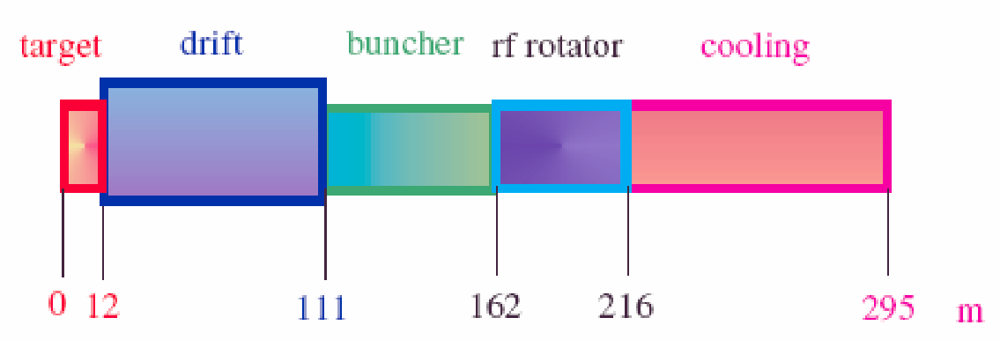 target drift buncher rf rotator cooling
0 12 111 162 216 295 m